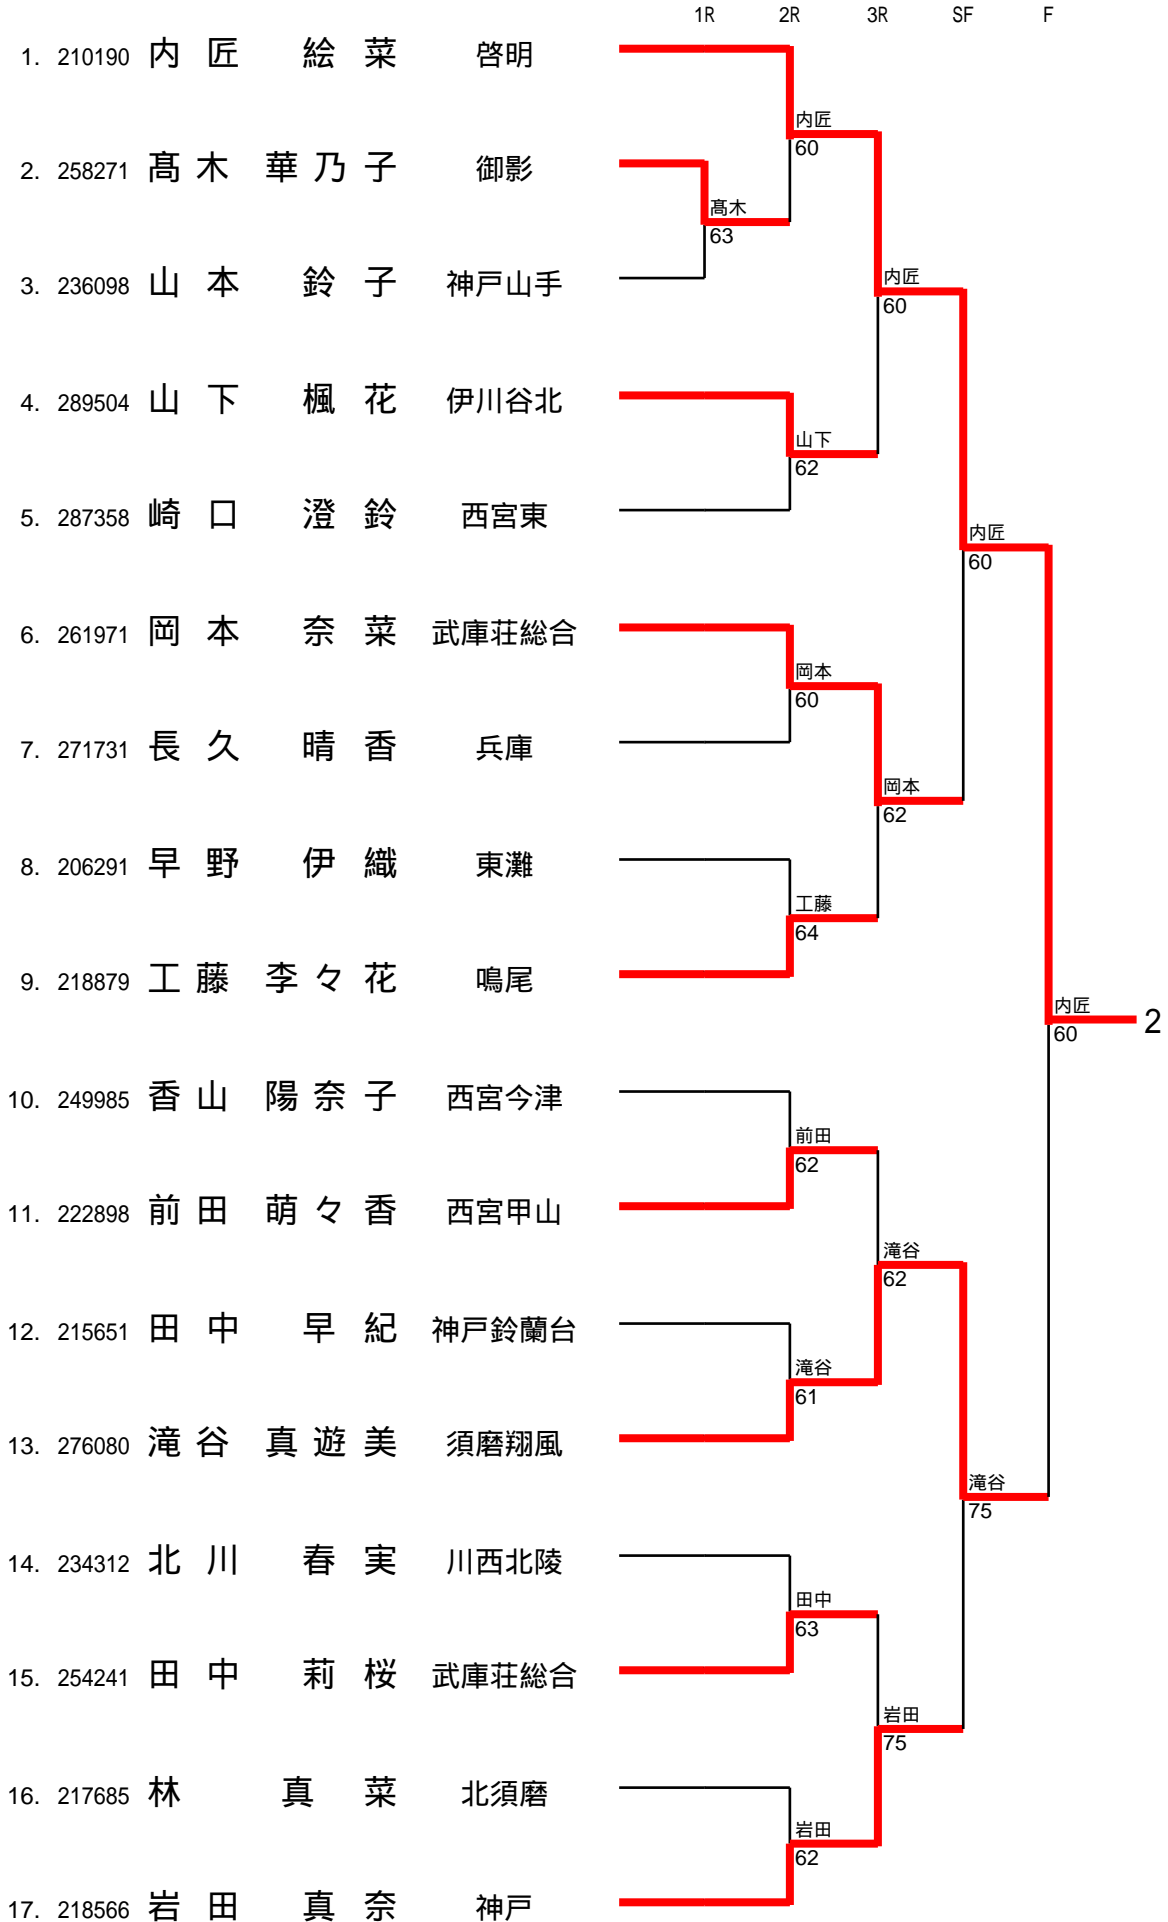 1R 2R 3R SF F
1. 210190 内匠 絵菜 啓明
内匠
60
2. 258271 髙木 華乃子 御影
髙木
63
3. 236098 山本 鈴子 神戸山手
内匠
60
4. 289504 山下 楓花 伊川谷北
山下
62
5. 287358 崎口 澄鈴 西宮東
内匠
60
6. 261971 岡本 奈菜 武庫荘総合
岡本
60
7. 271731 長久 晴香 兵庫
岡本
62
8. 206291 早野 伊織 東灘
工藤
64
9. 218879 工藤 李々花 鳴尾
内匠
60
2
10. 249985 香山 陽奈子 西宮今津
前田
62
11. 222898 前田 萌々香 西宮甲山
滝谷
62
12. 215651 田中 早紀 神戸鈴蘭台
滝谷
61
13. 276080 滝谷 真遊美 須磨翔風
滝谷
75
14. 234312 北川 春実 川西北陵
田中
63
15. 254241 田中 莉桜 武庫荘総合
岩田
75
16. 217685 林 真菜 北須磨
岩田
62
17. 218566 岩田 真奈 神戸